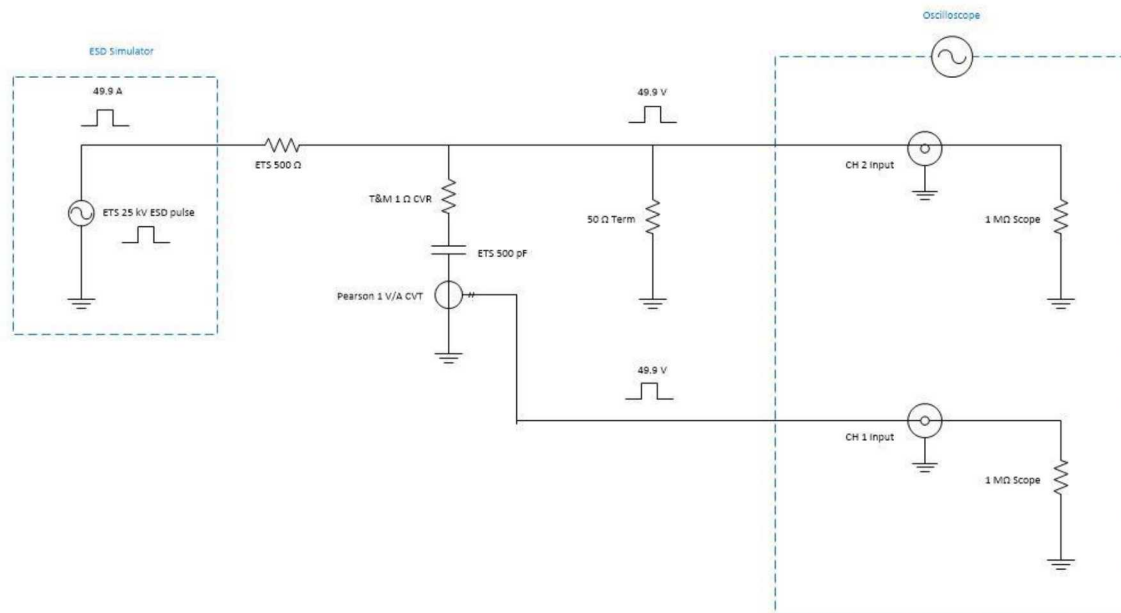 Oscilloscope
ESD Simulator
49.9 A
49.9 V
ETS 500 Ω
CH 2 Input
T&M 1 Ω CVR
ETS 25 kV ESD pulse
50 Ω Term
1 MΩ Scope
ETS 500 pF
Pearson 1 V/A CVT
49.9 V
CH 1 Input
1 MΩ Scope